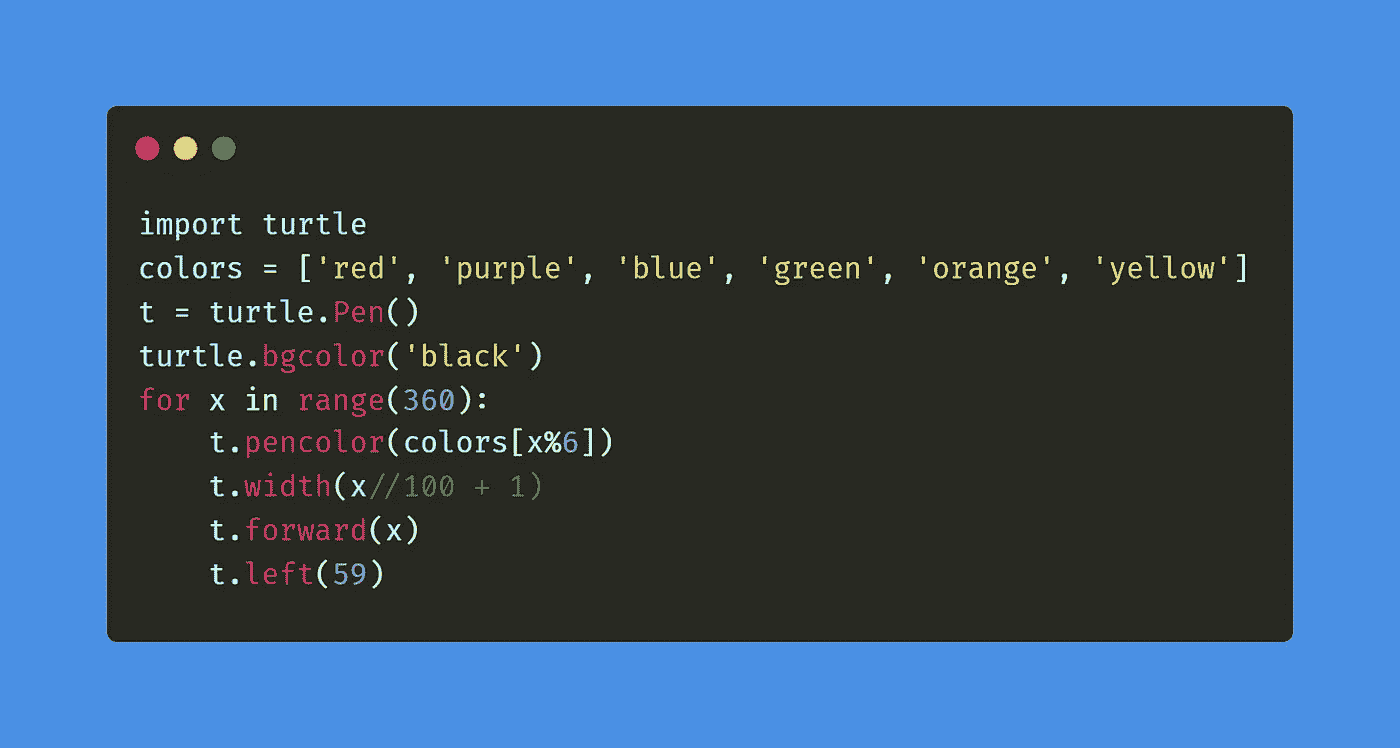 import turtle
colors = ['red', 'purple', 'blue', 'green', 'orange', 'yellow']
t = turtle.Pen()
turtle.bgcolor('black')
for x in range(360):
    t.pencolor(colors[x%6])
    t.width(x//100 + 1)
    t.forward(x)
    t.left(59)